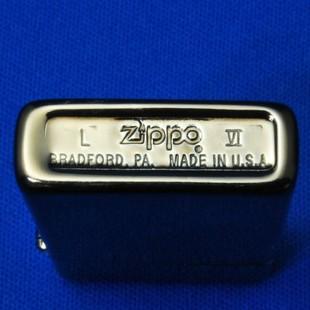 L Zippo VI
BRADFORD, PA. MADE IN U.S.A.